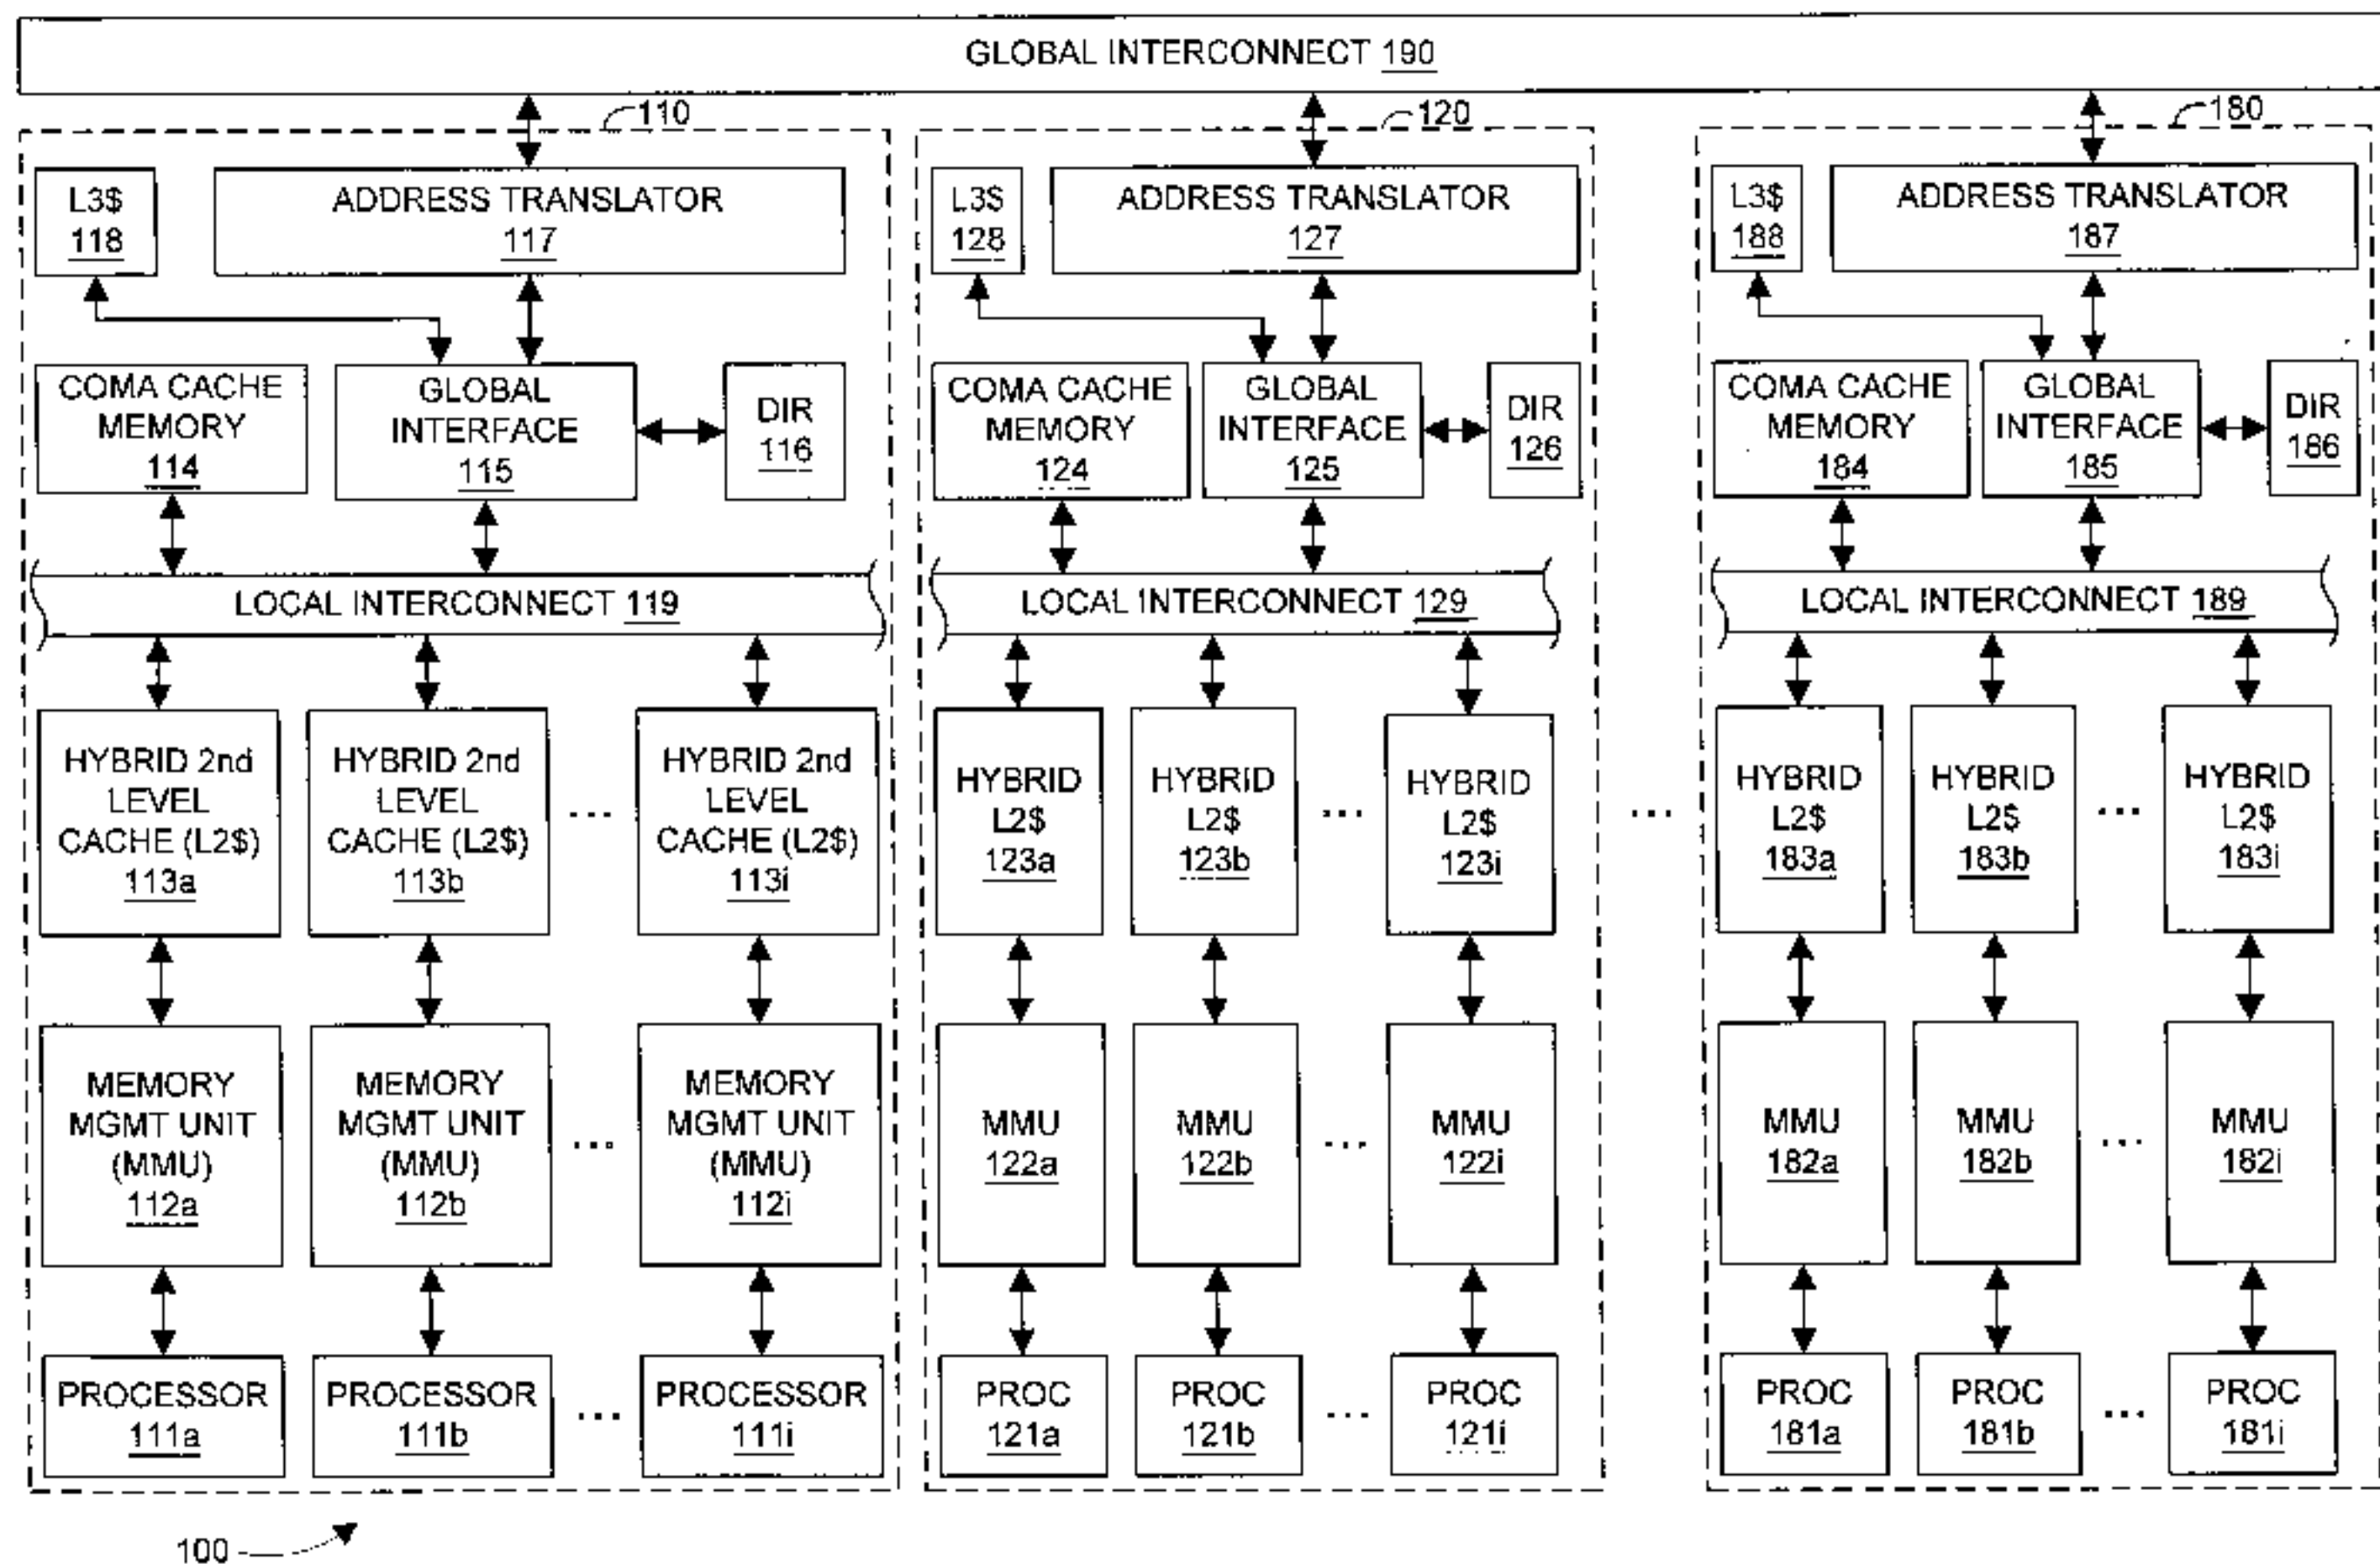 GLOBAL INTERCONNECT 190
110
120
180
L3$
118
ADDRESS TRANSLATOR
117
L3$
128
ADDRESS TRANSLATOR
127
L3$
188
ADDRESS TRANSLATOR
187
COMA CACHE
MEMORY
114
GLOBAL
INTERFACE
115
DIR
116
COMA CACHE
MEMORY
124
GLOBAL
INTERFACE
125
DIR
126
COMA CACHE
MEMORY
184
GLOBAL
INTERFACE
185
DIR
186
LOCAL INTERCONNECT 119
LOCAL INTERCONNECT 129
LOCAL INTERCONNECT 189
HYBRID 2nd
LEVEL
CACHE (L2$)
113a
HYBRID 2nd
LEVEL
CACHE (L2$)
113b
...
HYBRID 2nd
LEVEL
CACHE (L2$)
113i
HYBRID
L2$
123a
HYBRID
L2$
123b
...
HYBRID
L2$
123i
...
HYBRID
L2$
183a
HYBRID
L2$
183b
...
HYBRID
L2$
183i
MEMORY
MGMT UNIT
(MMU)
112a
MEMORY
MGMT UNIT
(MMU)
112b
...
MEMORY
MGMT UNIT
(MMU)
112i
MMU
122a
MMU
122b
...
MMU
122i
MMU
182a
MMU
182b
...
MMU
182i
PROCESSOR
111a
PROCESSOR
111b
...
PROCESSOR
111i
PROC
121a
PROC
121b
...
PROC
121i
PROC
181a
PROC
181b
...
PROC
181i
100